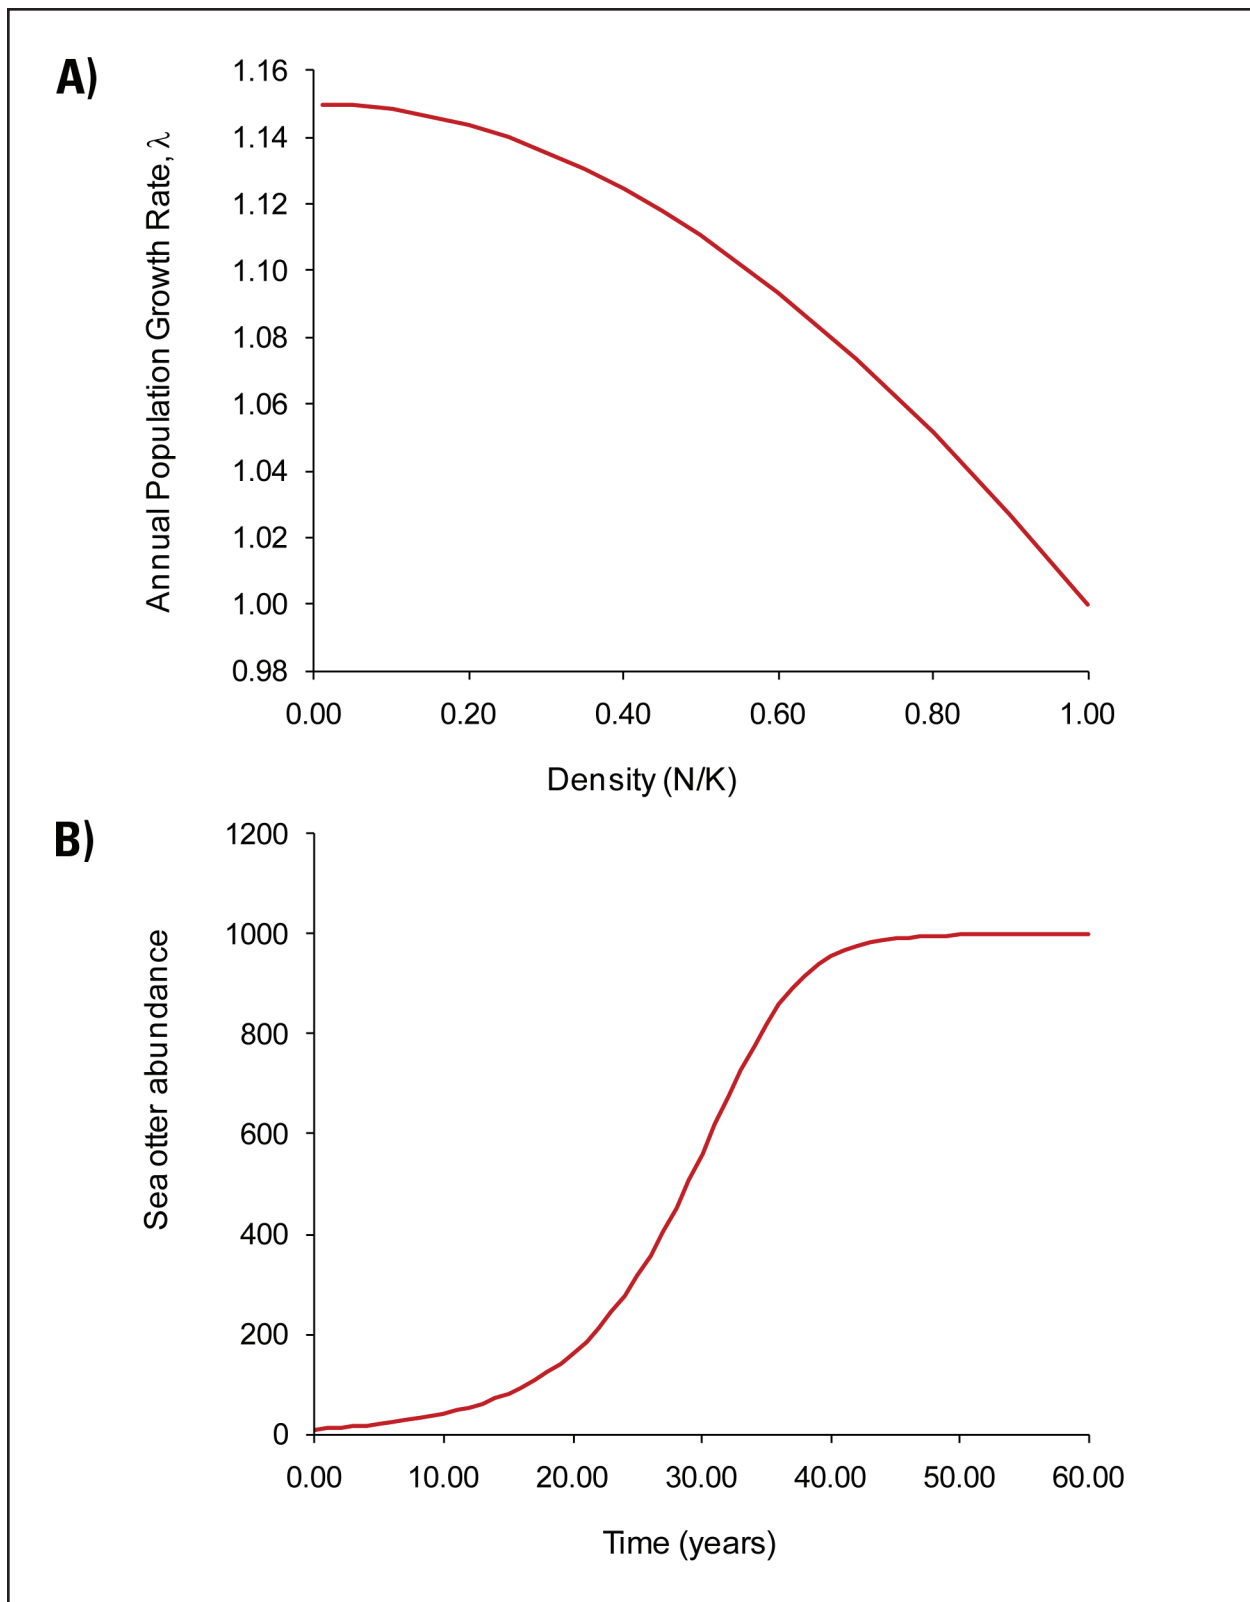 A)
Annual Population Growth Rate, λ
1.16
1.14
1.12
1.10
1.08
1.06
1.04
1.02
1.00
0.98
0.00 0.20 0.40 0.60 0.80 1.00
Density (N/K)
B)
Sea otter abundance
1200
1000
800
600
400
200
0
0.00 10.00 20.00 30.00 40.00 50.00 60.00
Time (years)